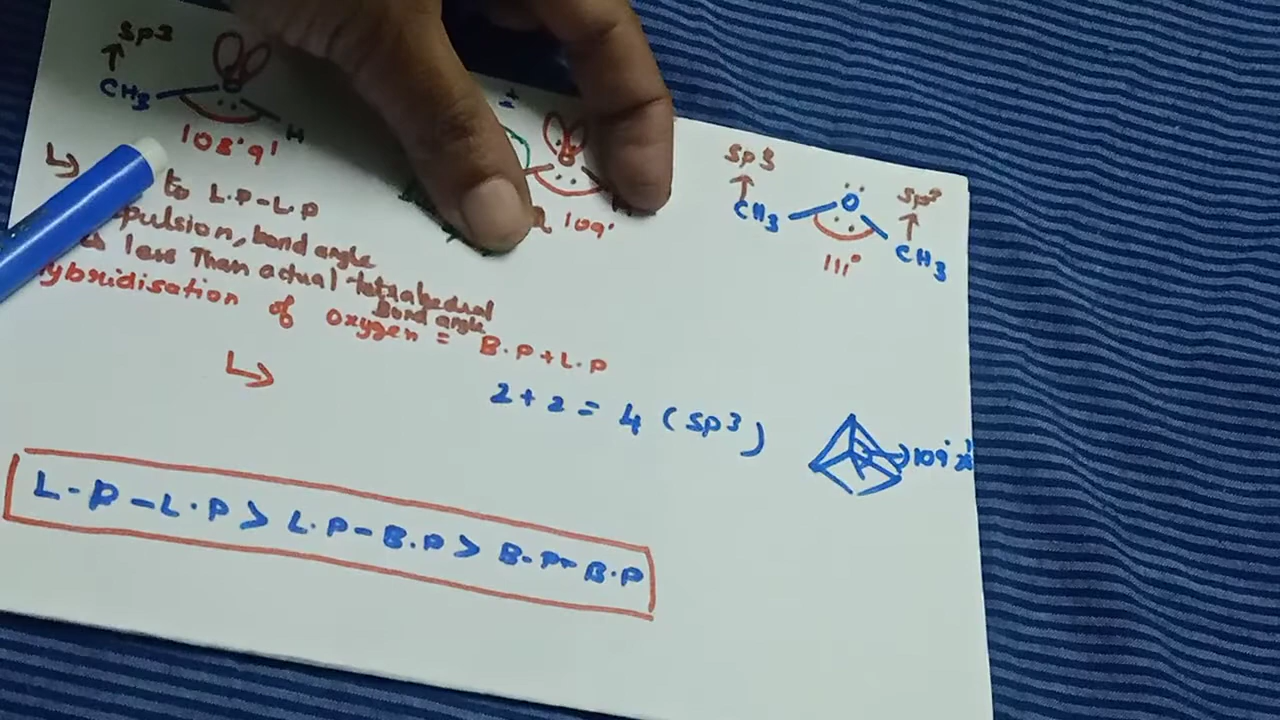 Sp3
CH3
H
108°9'
to L.P-L.P
pulsion, bond angle
less Than actual tetrahedral
Bond angle
ybridisation of oxygen = B.P+L.P
2+2=4 (SP3)
109'
Sp3
CH3
O
CH3
111°
109°
L.P-L.P > L.P-B.P > B.P-B.P